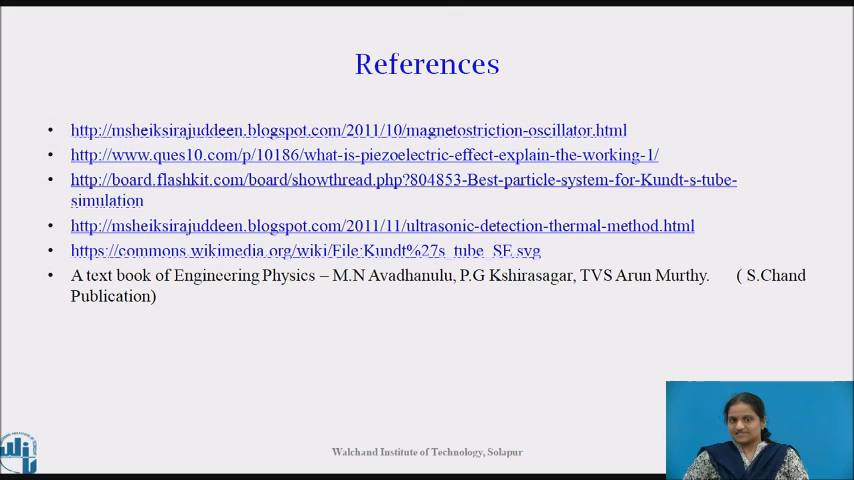 References
• http://msheiksirajuddeen.blogspot.com/2011/10/magnetostriction-oscillator.html
• http://www.ques10.com/p/10186/what-is-piezoelectric-effect-explain-the-working-1/
• http://board.flashkit.com/board/showthread.php?804853-Best-particle-system-for-Kundt-s-tube-
simulation
• http://msheiksirajuddeen.blogspot.com/2011/11/ultrasonic-detection-thermal-method.html
• https://commons.wikimedia.org/wiki/File:Kundt%27s_tube_SF.svg
• A text book of Engineering Physics – M.N Avadhanulu, P.G Kshirasagar, TVS Arun Murthy. ( S.Chand
Publication)
Walchand Institute of Technology, Solapur